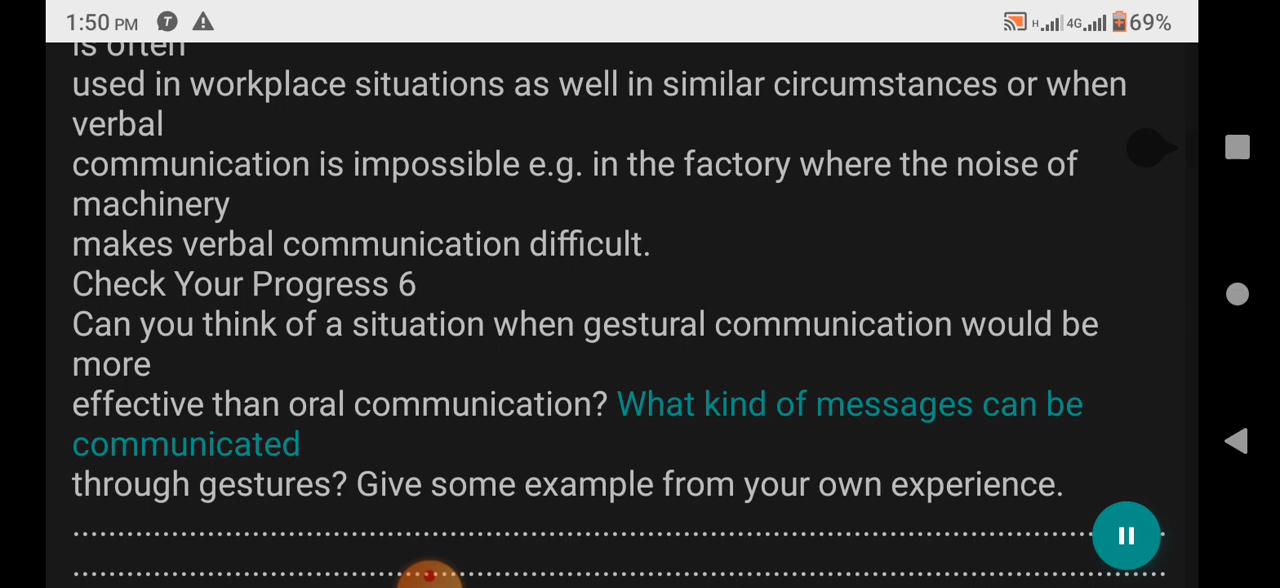 1:50 PM
H 4G 69%
is often
used in workplace situations as well in similar circumstances or when
verbal
communication is impossible e.g. in the factory where the noise of
machinery
makes verbal communication difficult.
Check Your Progress 6
Can you think of a situation when gestural communication would be
more
effective than oral communication? What kind of messages can be
communicated
through gestures? Give some example from your own experience.
................................................................................................................................
................................................................................................................................